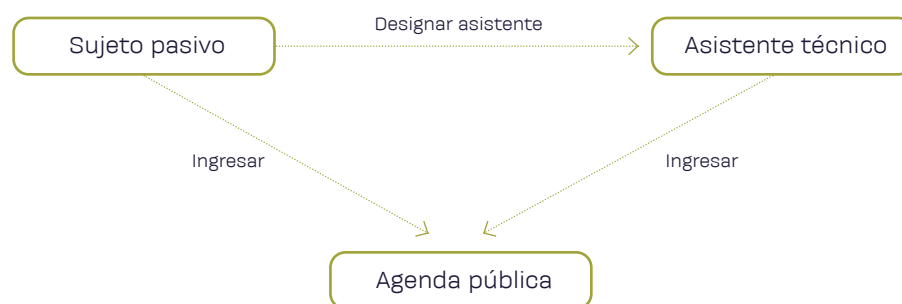 Designar asistente
Sujeto pasivo
Asistente técnico
Ingresar
Ingresar
Agenda pública